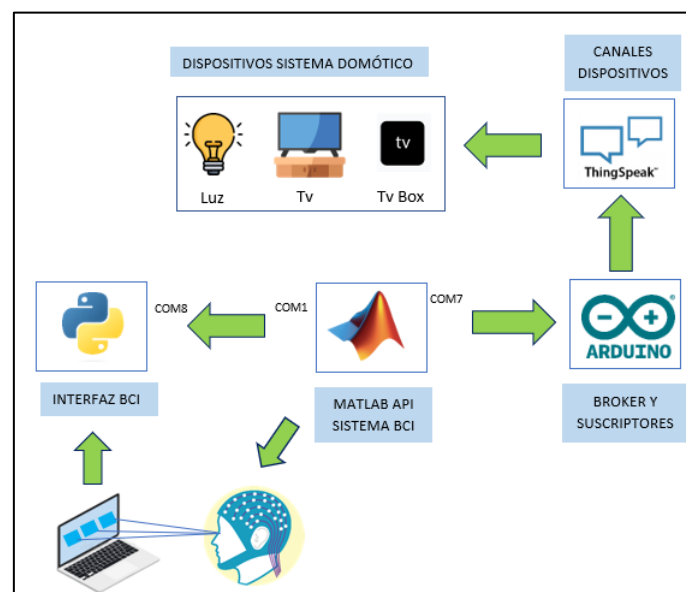 DISPOSITIVOS SISTEMA DOMÓTICO
CANALES
DISPOSITIVOS
tv
Luz
Tv
Tv Box
ThingSpeak™
COM8
COM1
COM7
ARDUINO
INTERFAZ BCI
MATLAB API
SISTEMA BCI
BROKER Y
SUSCRIPTORES